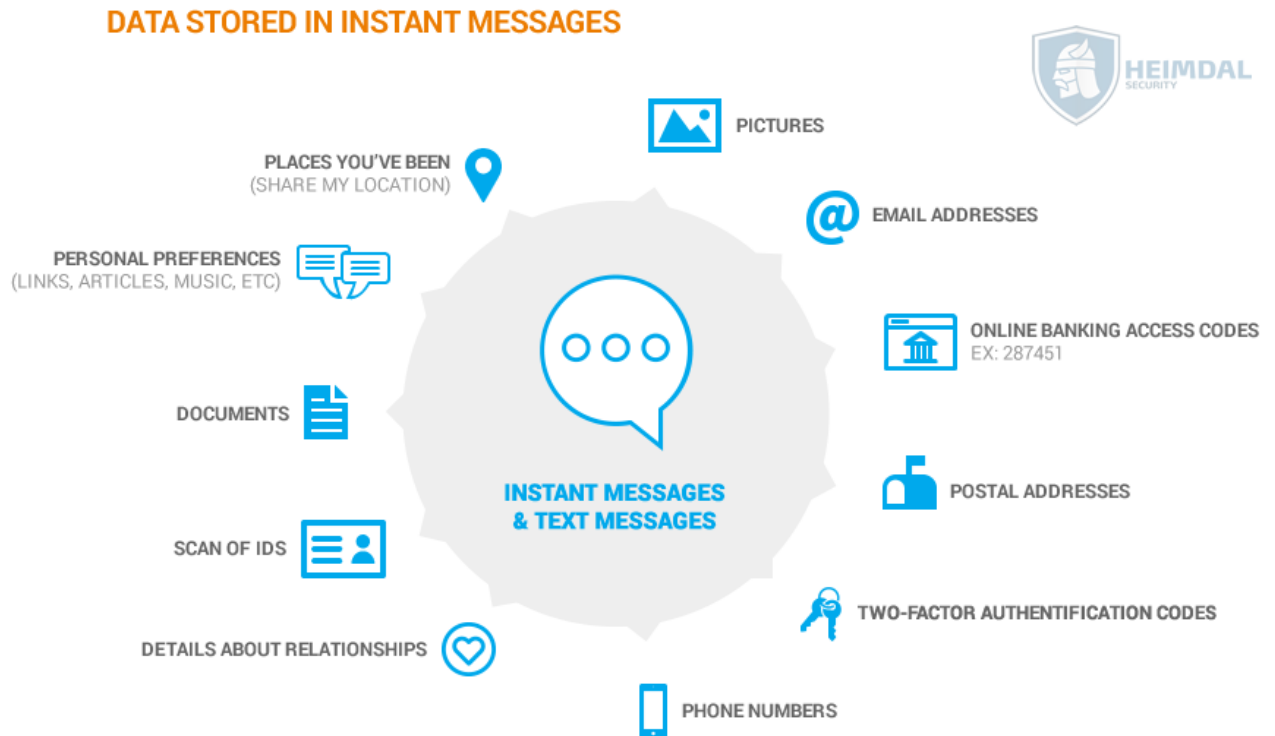 DATA STORED IN INSTANT MESSAGES
HEIMDAL
SECURITY
PICTURES
EMAIL ADDRESSES
ONLINE BANKING ACCESS CODES
EX: 287451
POSTAL ADDRESSES
TWO-FACTOR AUTHENTIFICATION CODES
PHONE NUMBERS
DETAILS ABOUT RELATIONSHIPS
SCAN OF IDS
DOCUMENTS
PERSONAL PREFERENCES
(LINKS, ARTICLES, MUSIC, ETC)
PLACES YOU'VE BEEN
(SHARE MY LOCATION)
INSTANT MESSAGES
& TEXT MESSAGES